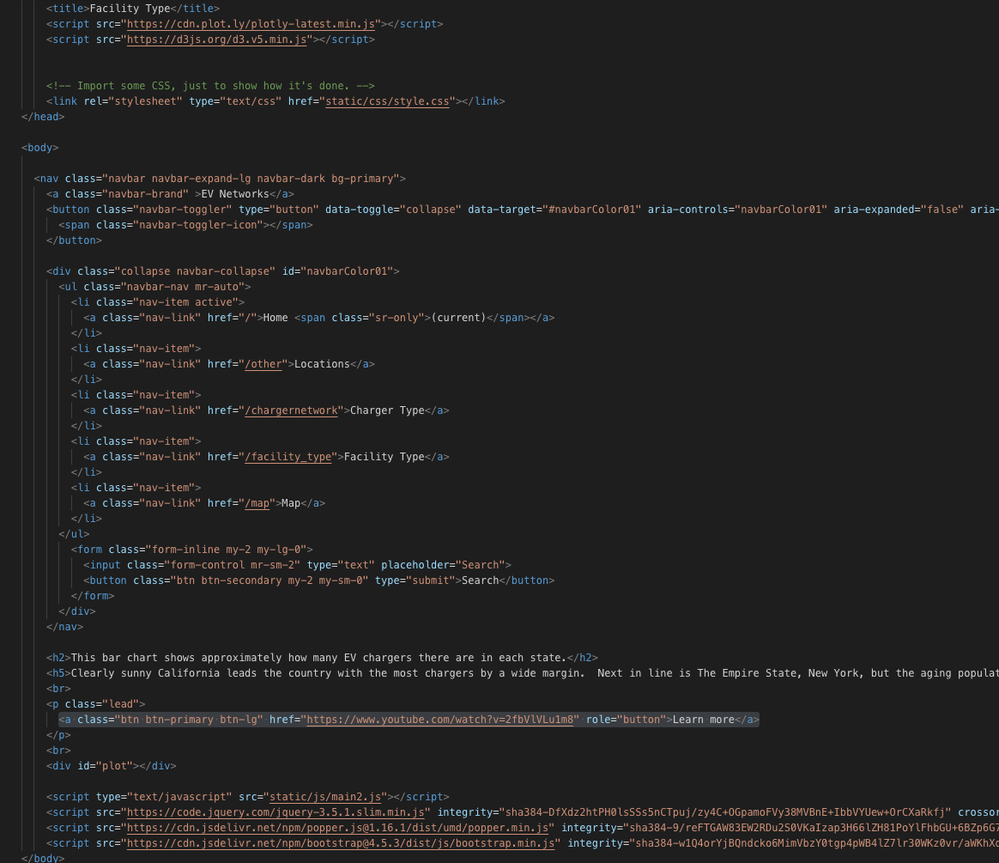 <title>Facility Type</title>
<script src="https://cdn.plot.ly/plotly-latest.min.js"></script>
<script src="https://d3js.org/d3.v5.min.js"></script>
<!-- Import some CSS, just to show how it's done. -->
<link rel="stylesheet" type="text/css" href="static/css/style.css"></link>
</head>
<body>
<nav class="navbar navbar-expand-lg navbar-dark bg-primary">
<a class="navbar-brand" >EV Networks</a>
<button class="navbar-toggler" type="button" data-toggle="collapse" data-target="#navbarColor01" aria-controls="navbarColor01" aria-expanded="false" aria-
<span class="navbar-toggler-icon"></span>
</button>
<div class="collapse navbar-collapse" id="navbarColor01">
<ul class="navbar-nav mr-auto">
<li class="nav-item active">
<a class="nav-link" href="/">Home <span class="sr-only">(current)</span></a>
</li>
<li class="nav-item">
<a class="nav-link" href="/other">Locations</a>
</li>
<li class="nav-item">
<a class="nav-link" href="/chargernetwork">Charger Type</a>
</li>
<li class="nav-item">
<a class="nav-link" href="/facility_type">Facility Type</a>
</li>
<li class="nav-item">
<a class="nav-link" href="/map">Map</a>
</li>
</ul>
<form class="form-inline my-2 my-lg-0">
<input class="form-control mr-sm-2" type="text" placeholder="Search">
<button class="btn btn-secondary my-2 my-sm-0" type="submit">Search</button>
</form>
</div>
</nav>
<h2>This bar chart shows approximately how many EV chargers there are in each state.</h2>
<h5>Clearly sunny California leads the country with the most chargers by a wide margin.  Next in line is The Empire State, New York, but the aging populat
<br>
<p class="lead">
<a class="btn btn-primary btn-lg" href="https://www.youtube.com/watch?v=2fbVlVLu1m8" role="button">Learn more</a>
</p>
<br>
<div id="plot"></div>
<script type="text/javascript" src="static/js/main2.js"></script>
<script src="https://code.jquery.com/jquery-3.5.1.slim.min.js" integrity="sha384-DfXdz2htPH0lsSSs5nCTpuj/zy4C+OGpamoFVy38MVBnE+IbbVYUew+OrCXaRkfj" crossor
<script src="https://cdn.jsdelivr.net/npm/popper.js@1.16.1/dist/umd/popper.min.js" integrity="sha384-9/reFTGAW83EW2RDu2S0VKaIzap3H66lZH81PoYlFhbGU+6BZp6G7
<script src="https://cdn.jsdelivr.net/npm/bootstrap@4.5.3/dist/js/bootstrap.min.js" integrity="sha384-w1Q4orYjBQndcko6MimVbzY0tgp4pWB4lZ7lr30WKz0vr/aWKhXd
</body>